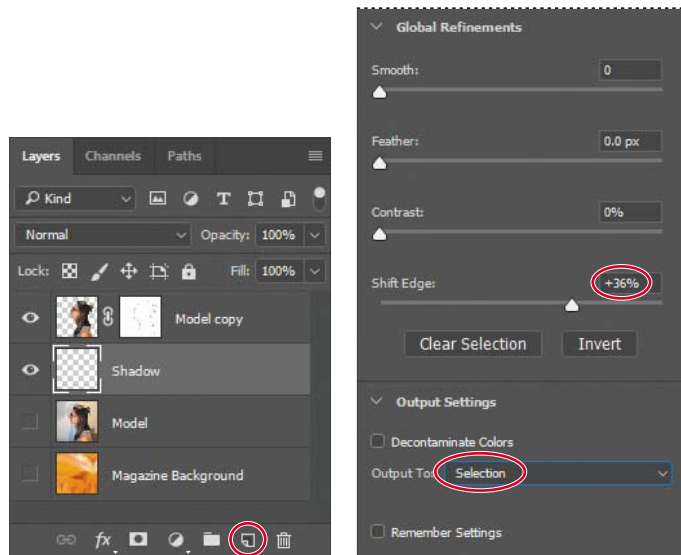 Layers Channels Paths
Kind
Normal Opacity: 100%
Lock: Fill: 100%
Model copy
Shadow
Model
Magazine Background
fx
Global Refinements
Smooth: 0
Feather: 0.0 px
Contrast: 0%
Shift Edge: +36%
Clear Selection Invert
Output Settings
Decontaminate Colors
Output To: Selection
Remember Settings